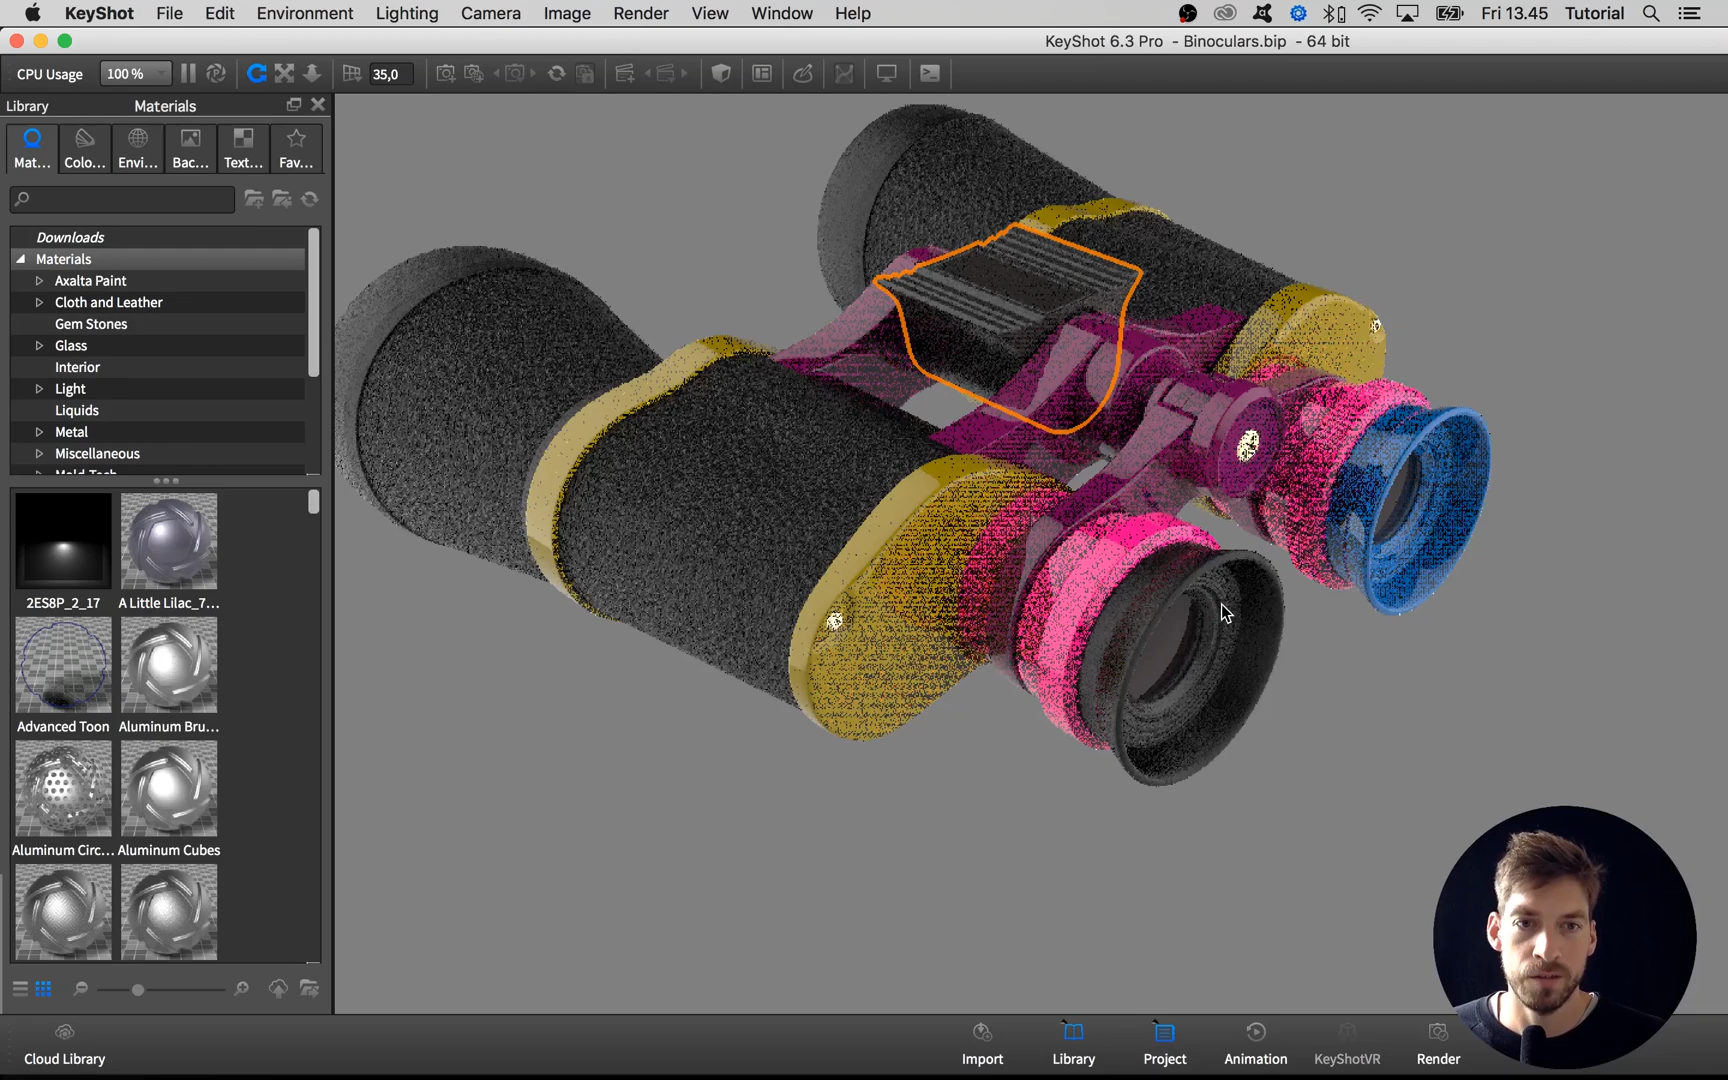 KeyShot File Edit Environment Lighting Camera Image Render View Window Help Fri 13.45 Tutorial
KeyShot 6.3 Pro - Binoculars.bip - 64 bit
CPU Usage 100 % 35,0
Library Materials
Mat... Colo... Envi... Bac... Text... Fav...
Downloads
Materials
Axalta Paint
Cloth and Leather
Gem Stones
Glass
Interior
Light
Liquids
Metal
Miscellaneous
2ES8P_2_17 A Little Lilac_7...
Advanced Toon Aluminum Bru...
Aluminum Circ... Aluminum Cubes
Cloud Library Import Library Project Animation KeyShotVR Render